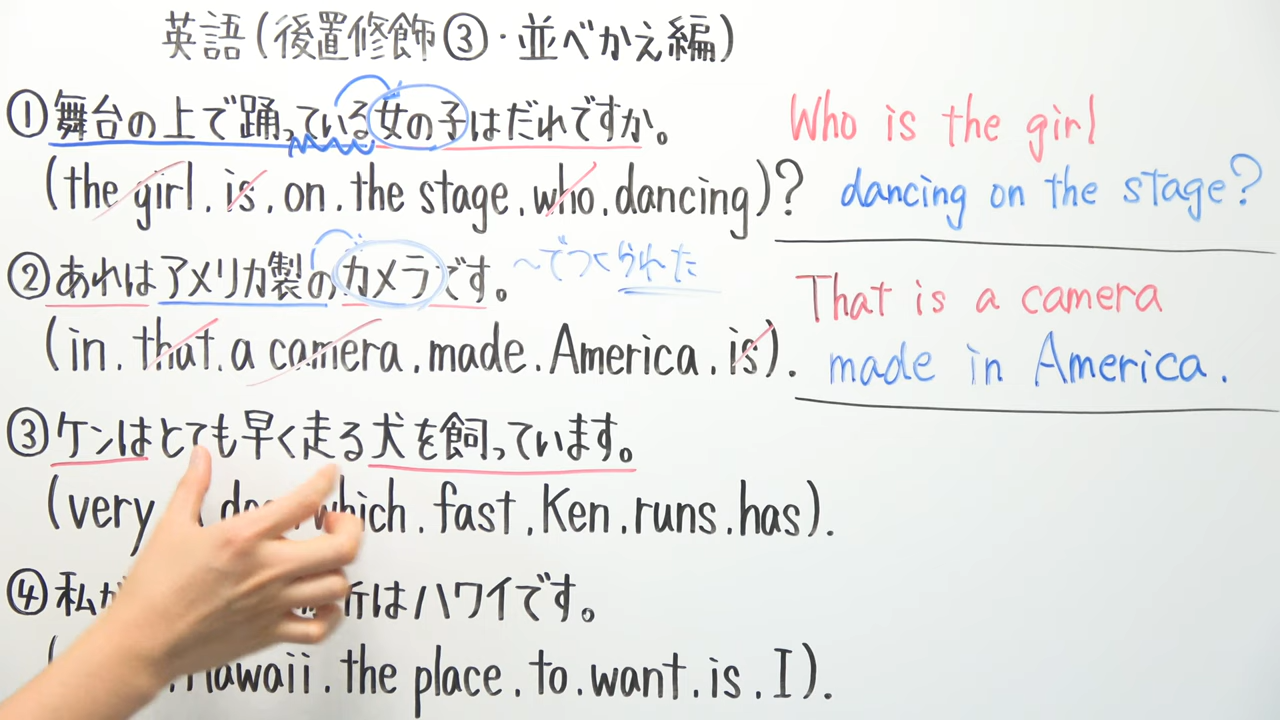 英語(後置修飾③・並べかえ編)
①舞台の上で踊っている女の子はだれですか。
(the girl. is. on. the stage. who. dancing)?
Who is the girl
dancing on the stage?
②あれはアメリカ製のカメラです。
〜でつくられた
(in. that. a camera. made. America. is).
That is a camera
made in America.
③ケンはとても早く走る犬を飼っています。
(very. which. fast. Ken. runs. has).
④私が 所はハワイです。
( Hawaii. the place. to. want. is. I).